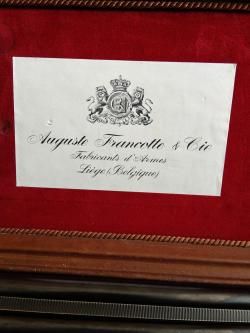 Auguste Francotte & Cie
Fabricants d'Armes
Liège (Belgique)